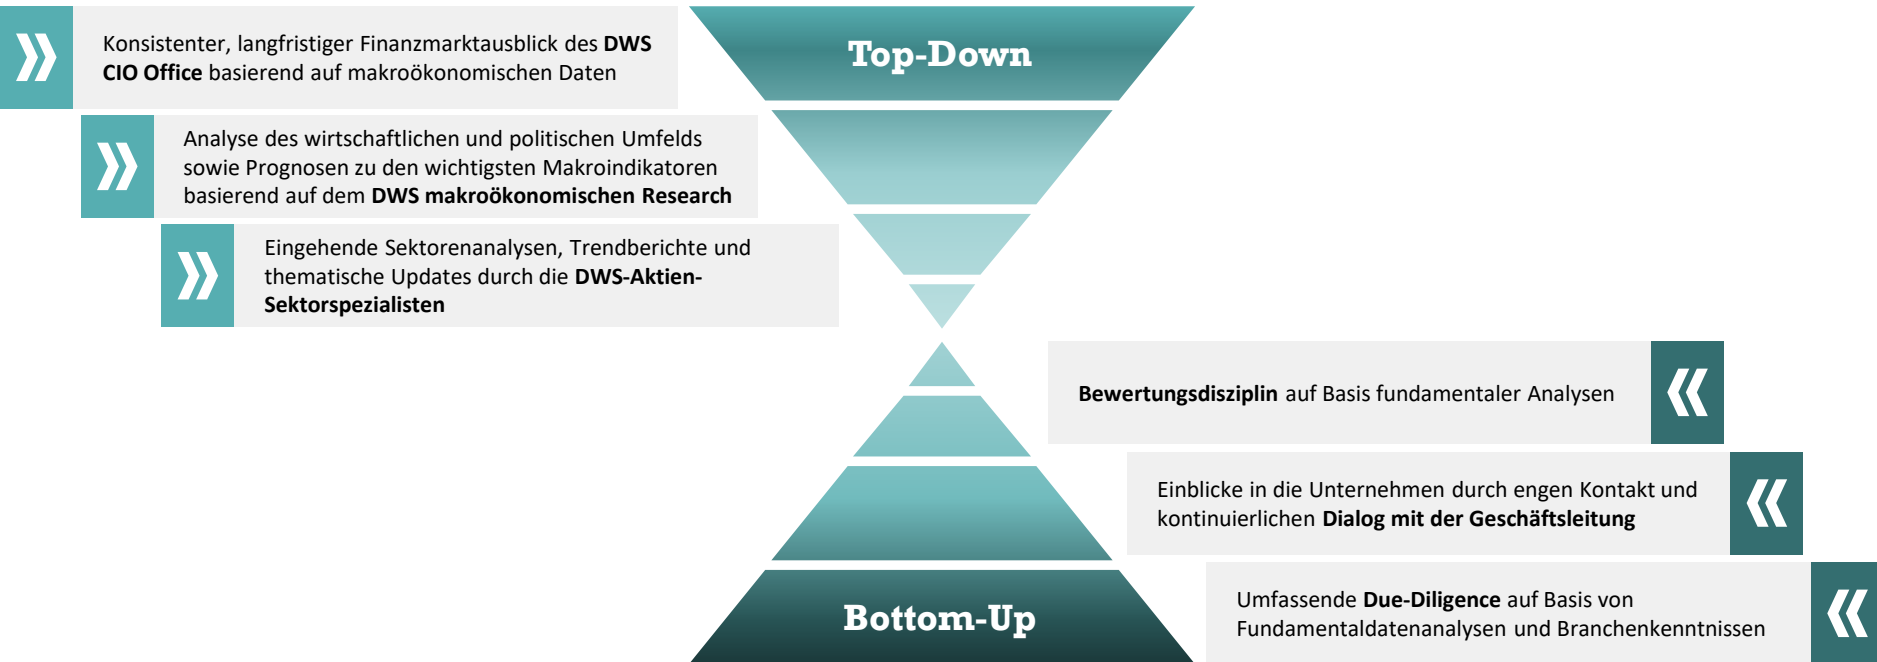 Konsistenter, langfristiger Finanzmarktausblick des DWS
CIO Office basierend auf makroökonomischen Daten
Top-Down
Analyse des wirtschaftlichen und politischen Umfelds
sowie Prognosen zu den wichtigsten Makroindikatoren
basierend auf dem DWS makroökonomischen Research
Eingehende Sektorenanalysen, Trendberichte und
thematische Updates durch die DWS-Aktien-
Sektorspezialisten
Bewertungsdisziplin auf Basis fundamentaler Analysen
Einblicke in die Unternehmen durch engen Kontakt und
kontinuierlichen Dialog mit der Geschäftsleitung
Bottom-Up
Umfassende Due-Diligence auf Basis von
Fundamentaldatenanalysen und Branchenkenntnissen